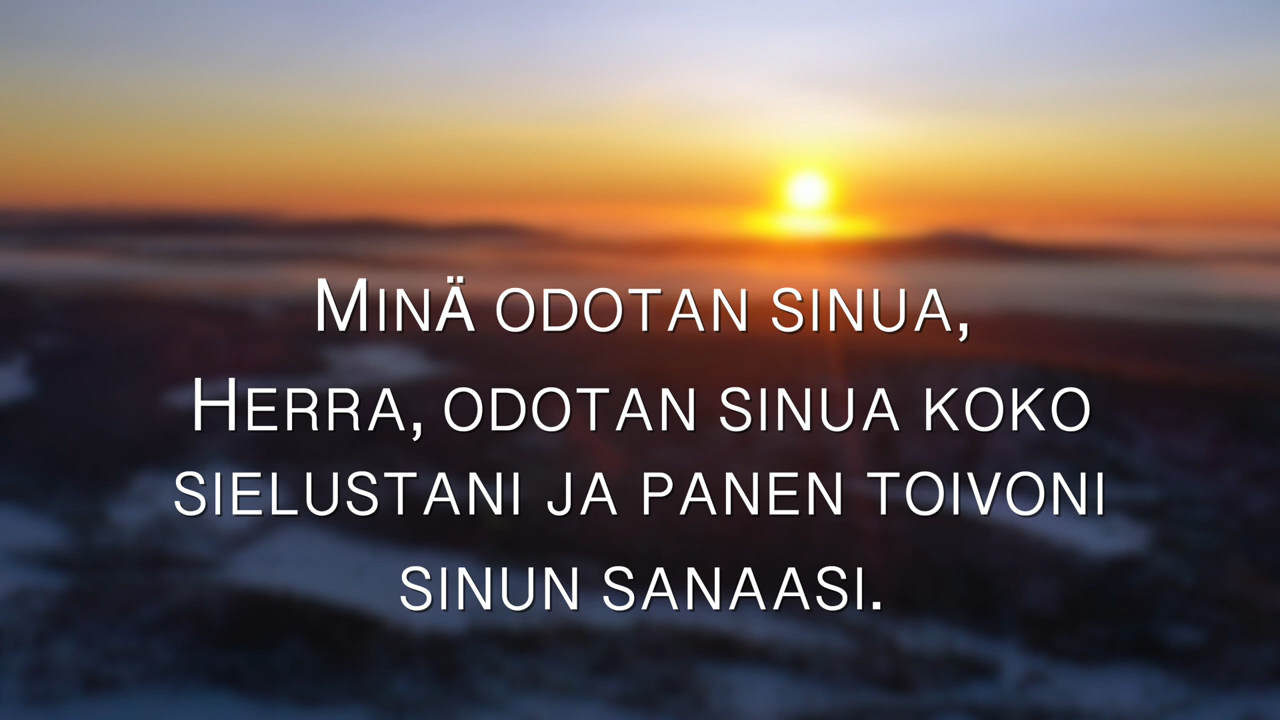 Minä odotan sinua,
Herra, odotan sinua koko
sielustani ja panen toivoni
sinun sanaasi.